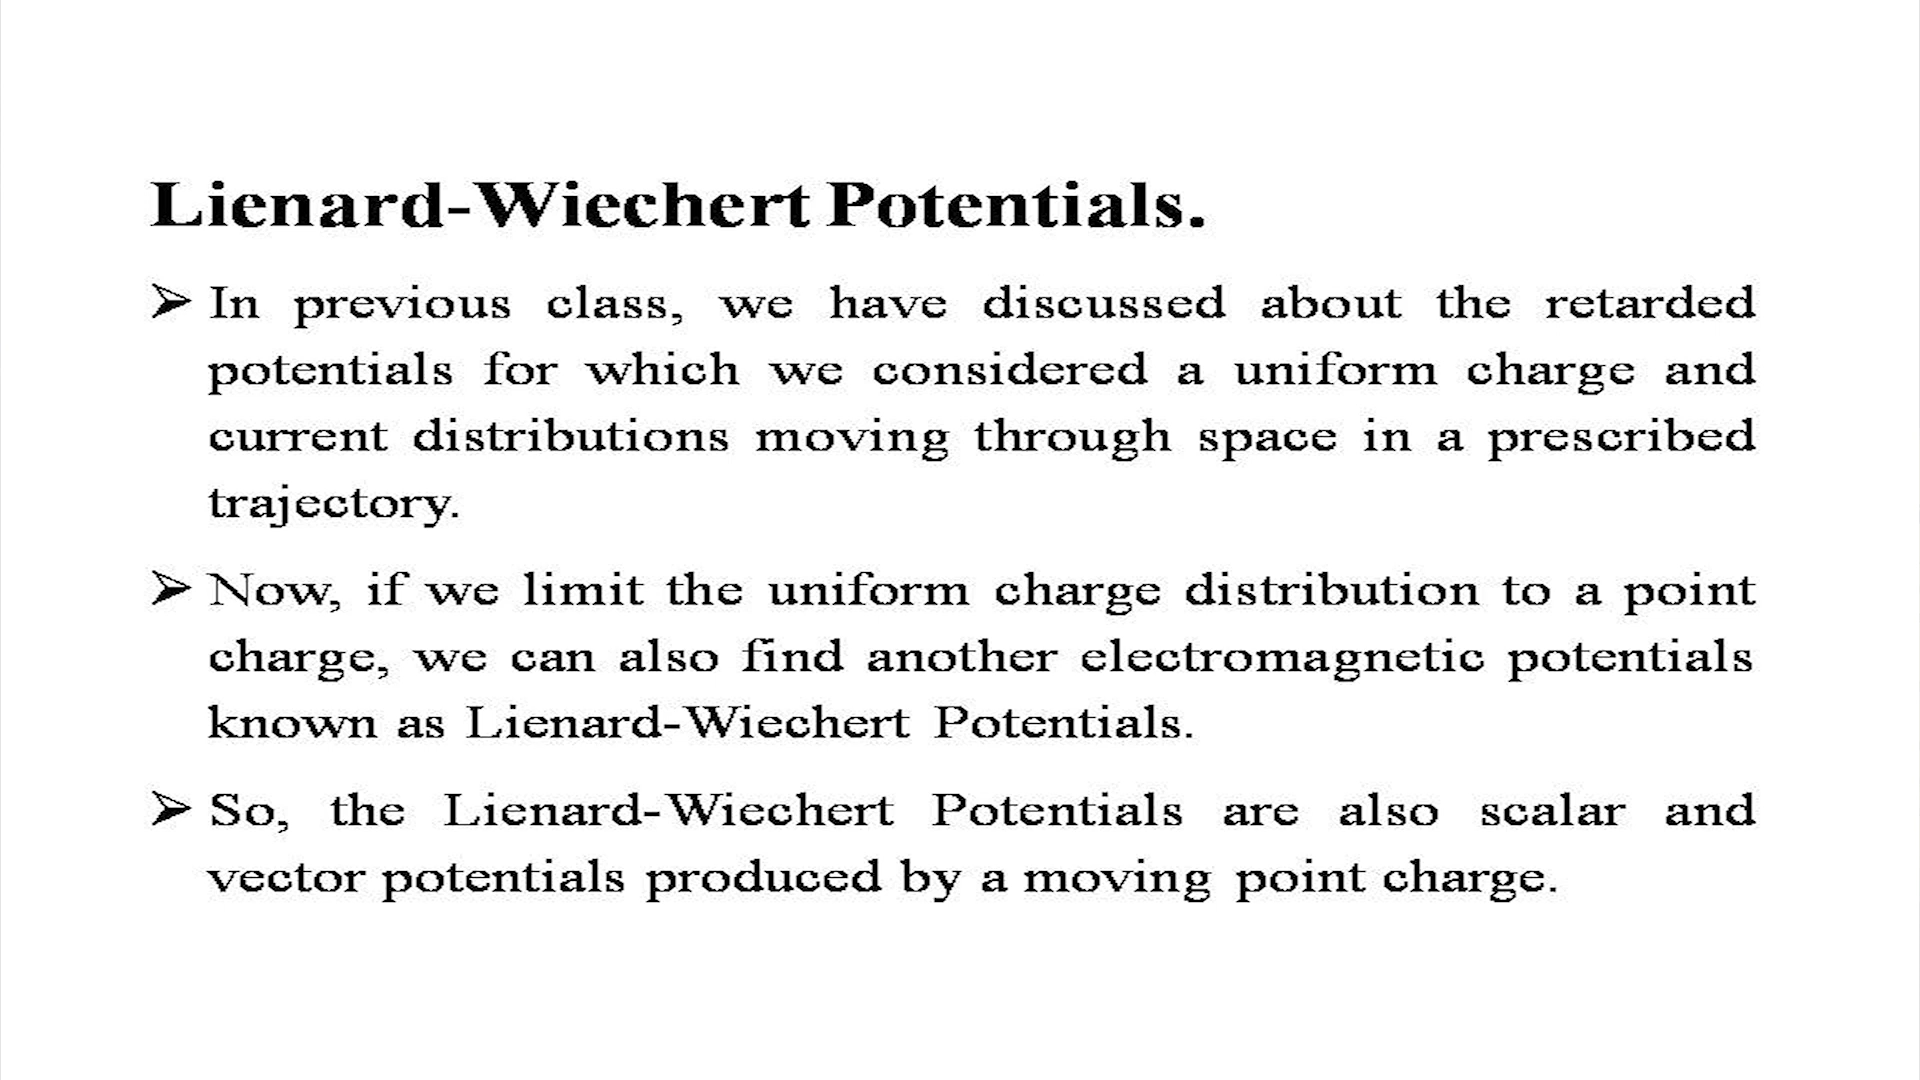 Lienard-Wiechert Potentials.
➢ In previous class, we have discussed about the retarded
potentials for which we considered a uniform charge and
current distributions moving through space in a prescribed
trajectory.
➢ Now, if we limit the uniform charge distribution to a point
charge, we can also find another electromagnetic potentials
known as Lienard-Wiechert Potentials.
➢ So, the Lienard-Wiechert Potentials are also scalar and
vector potentials produced by a moving point charge.